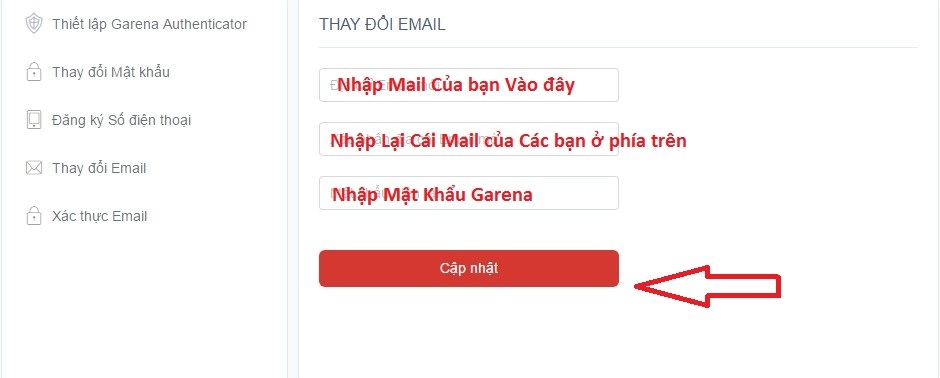 Thiết lập Garena Authenticator
Thay đổi Mật khẩu
Đăng ký Số điện thoại
Thay đổi Email
Xác thực Email
THAY ĐỔI EMAIL
Nhập Mail Của bạn Vào đây
Nhập Lại Cái Mail của Các bạn ở phía trên
Nhập Mật Khẩu Garena
Cập nhật